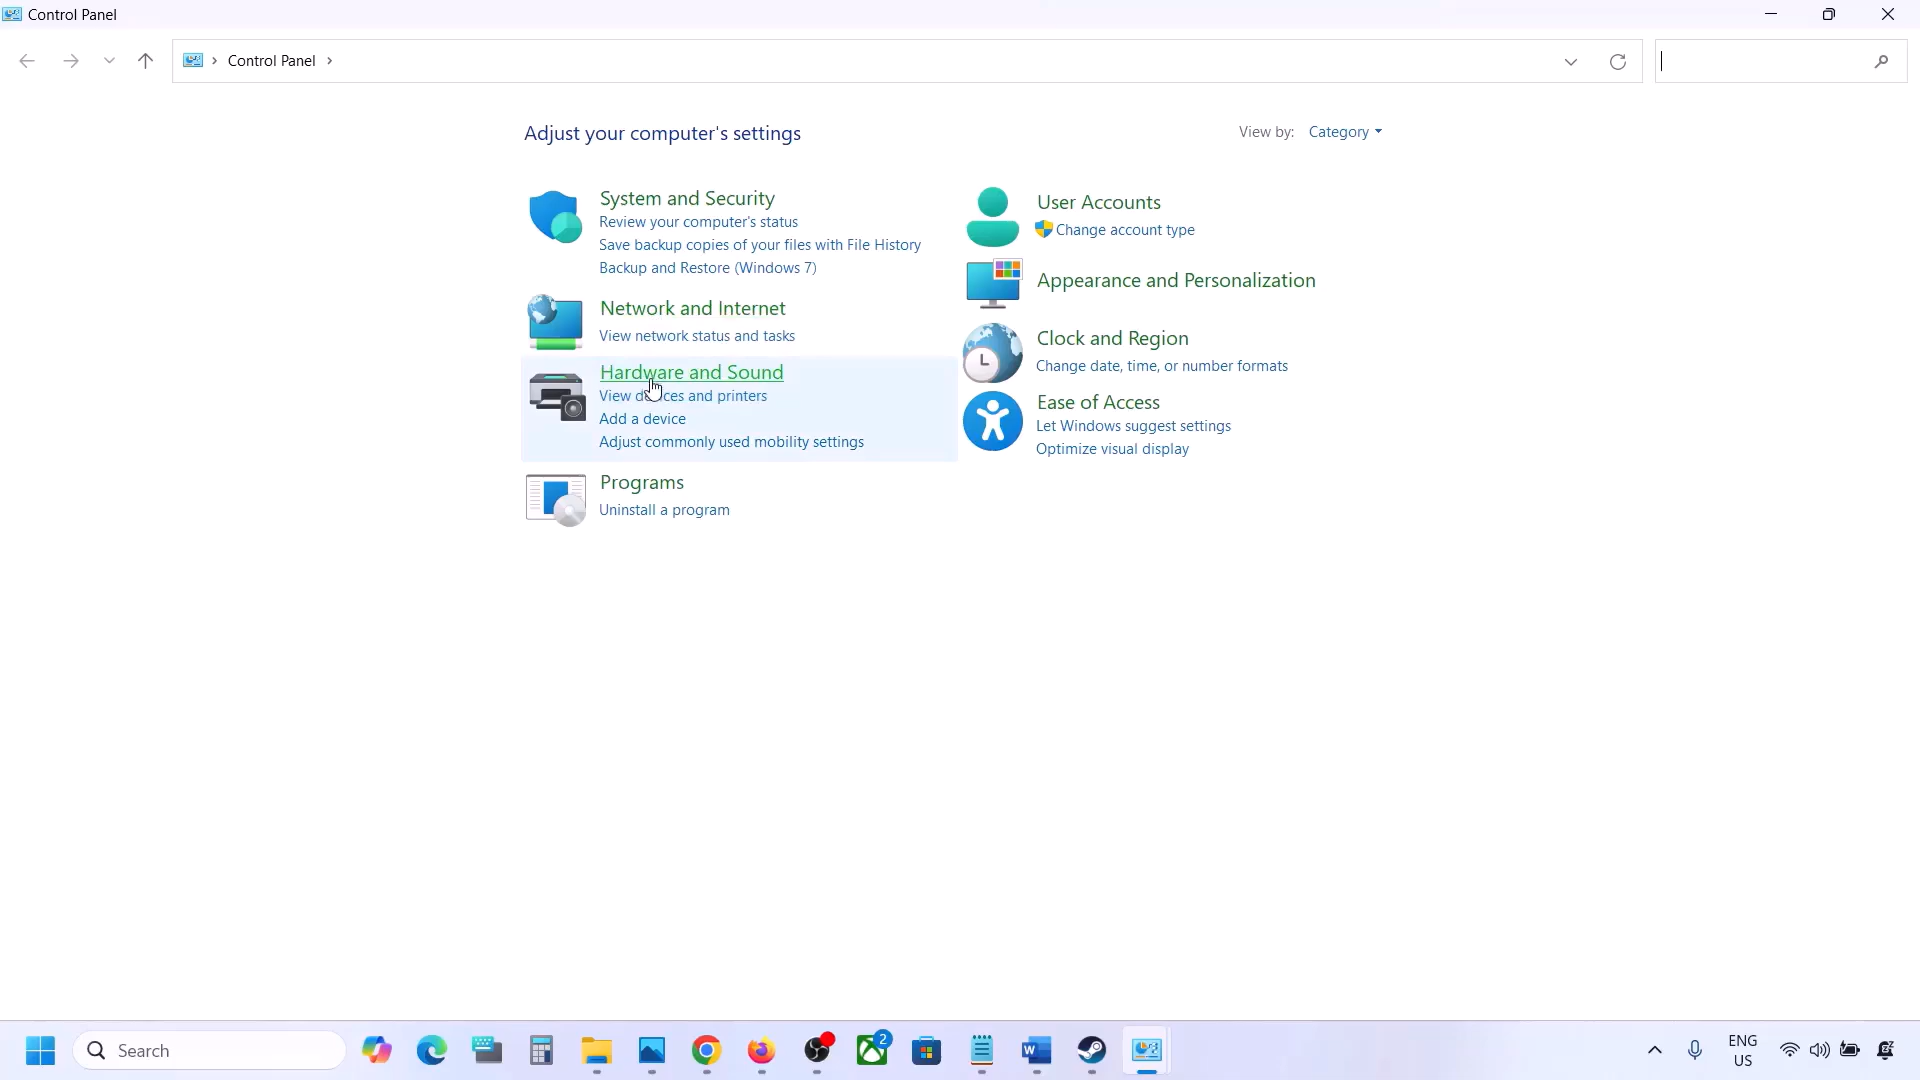 Control Panel
Control Panel
Adjust your computer's settings
View by: Category
System and Security
Review your computer's status
Save backup copies of your files with File History
Backup and Restore (Windows 7)
Network and Internet
View network status and tasks
Hardware and Sound
View devices and printers
Add a device
Adjust commonly used mobility settings
Programs
Uninstall a program
User Accounts
Change account type
Appearance and Personalization
Clock and Region
Change date, time, or number formats
Ease of Access
Let Windows suggest settings
Optimize visual display
Search
2
ENG
US